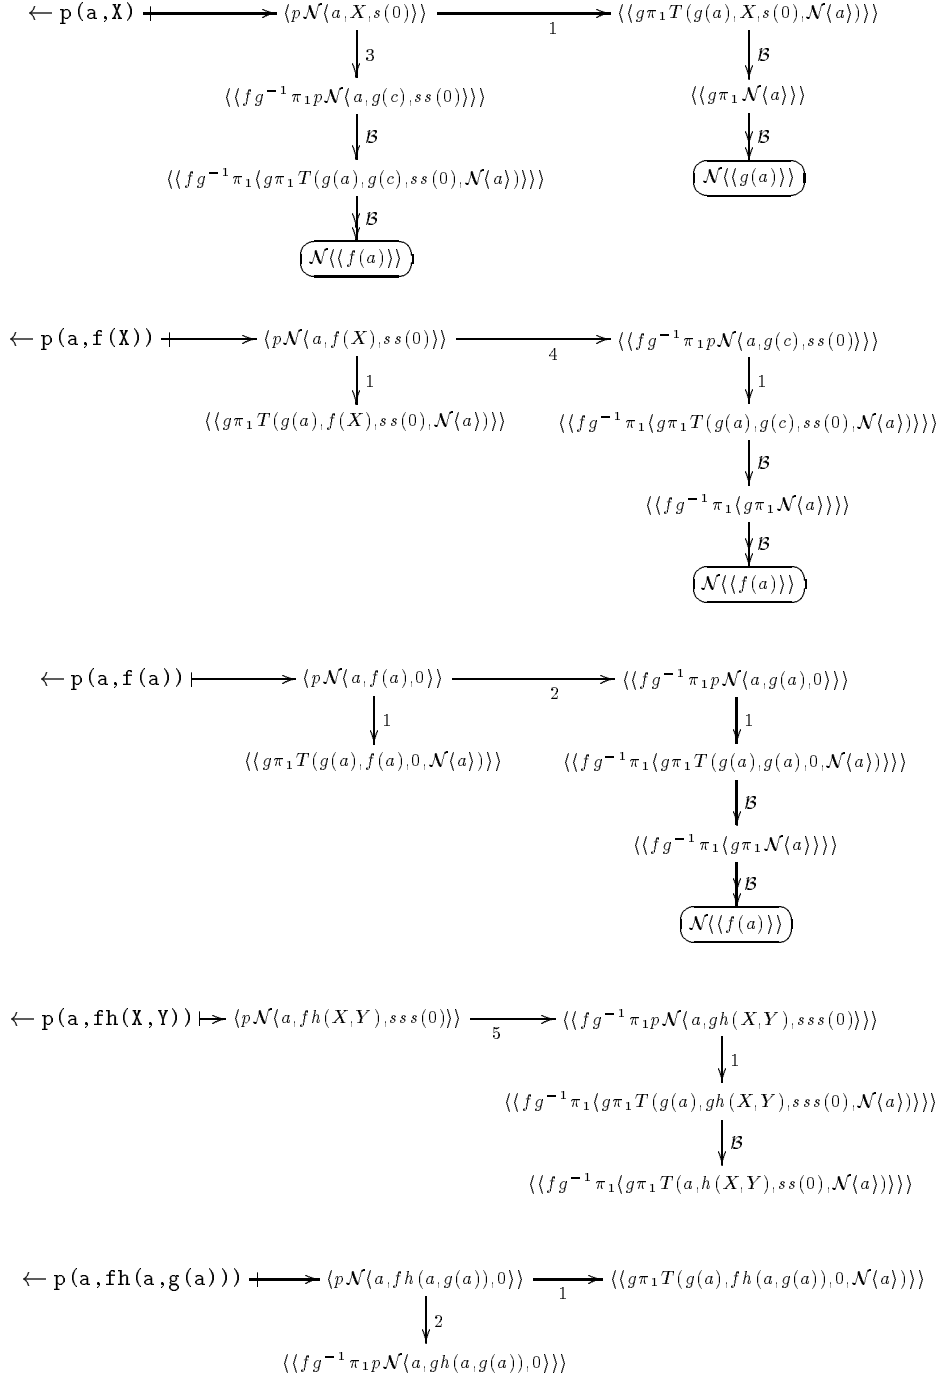 ← p(a,X) ⟼ ⟨p𝒩⟨a,X,s(0)⟩⟩ → 1 ⟨⟨gπ₁T(g(a),X,s(0),𝒩⟨a⟩)⟩⟩
3 ℬ
⟨⟨fg⁻¹π₁p𝒩⟨a,g(c),ss(0)⟩⟩⟩ ⟨⟨gπ₁𝒩⟨a⟩⟩⟩
ℬ ℬ
⟨⟨fg⁻¹π₁⟨gπ₁T(g(a),g(c),ss(0),𝒩⟨a⟩)⟩⟩⟩ 𝒩⟨⟨g(a)⟩⟩
ℬ
𝒩⟨⟨f(a)⟩⟩
← p(a,f(X)) ⟼ ⟨p𝒩⟨a,f(X),ss(0)⟩⟩ → 4 ⟨⟨fg⁻¹π₁p𝒩⟨a,g(c),ss(0)⟩⟩⟩
1 1
⟨⟨gπ₁T(g(a),f(X),ss(0),𝒩⟨a⟩)⟩⟩ ⟨⟨fg⁻¹π₁⟨gπ₁T(g(a),g(c),ss(0),𝒩⟨a⟩)⟩⟩⟩
ℬ
⟨⟨fg⁻¹π₁⟨gπ₁𝒩⟨a⟩⟩⟩⟩
ℬ
𝒩⟨⟨f(a)⟩⟩
← p(a,f(a)) ⟼ ⟨p𝒩⟨a,f(a),0⟩⟩ → 2 ⟨⟨fg⁻¹π₁p𝒩⟨a,g(a),0⟩⟩⟩
1 1
⟨⟨gπ₁T(g(a),f(a),0,𝒩⟨a⟩)⟩⟩ ⟨⟨fg⁻¹π₁⟨gπ₁T(g(a),g(a),0,𝒩⟨a⟩)⟩⟩⟩
ℬ
⟨⟨fg⁻¹π₁⟨gπ₁𝒩⟨a⟩⟩⟩⟩
ℬ
𝒩⟨⟨f(a)⟩⟩
← p(a,fh(X,Y)) ⟼ ⟨p𝒩⟨a,fh(X,Y),sss(0)⟩⟩ → 5 ⟨⟨fg⁻¹π₁p𝒩⟨a,gh(X,Y),sss(0)⟩⟩⟩
1
⟨⟨fg⁻¹π₁⟨gπ₁T(g(a),gh(X,Y),sss(0),𝒩⟨a⟩)⟩⟩⟩
ℬ
⟨⟨fg⁻¹π₁⟨gπ₁T(a,h(X,Y),ss(0),𝒩⟨a⟩)⟩⟩⟩
← p(a,fh(a,g(a))) ⟼ ⟨p𝒩⟨a,fh(a,g(a)),0⟩⟩ → 1 ⟨⟨gπ₁T(g(a),fh(a,g(a)),0,𝒩⟨a⟩)⟩⟩
2
⟨⟨fg⁻¹π₁p𝒩⟨a,gh(a,g(a)),0⟩⟩⟩